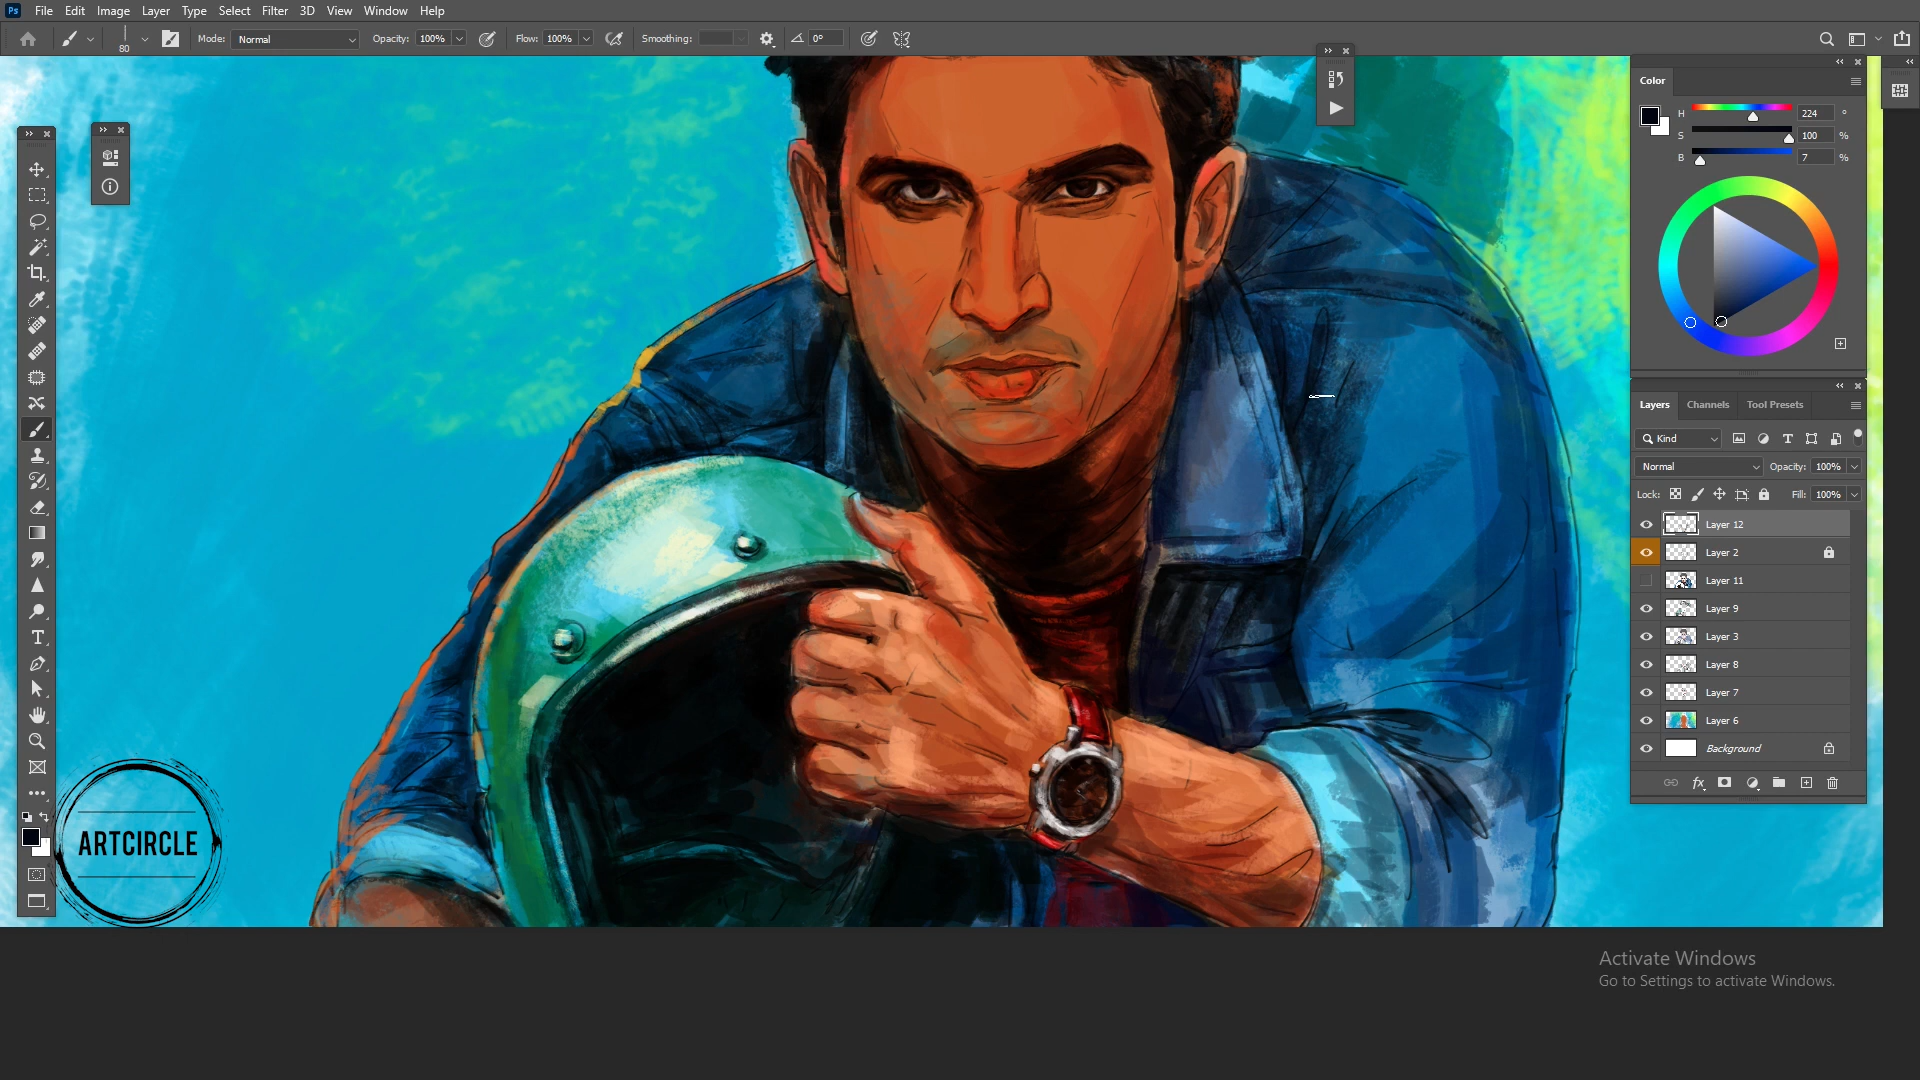 Ps File Edit Image Layer Type Select Filter 3D View Window Help
80 Mode: Normal Opacity: 100% Flow: 100% Smoothing: 0°
Color
H 224 °
S 100 %
B 7 %
Layers Channels Tool Presets
Kind
Normal Opacity: 100%
Lock: Fill: 100%
Layer 12
Layer 2
Layer 11
Layer 9
Layer 3
Layer 8
Layer 7
Layer 6
Background
ARTCIRCLE
Activate Windows
Go to Settings to activate Windows.